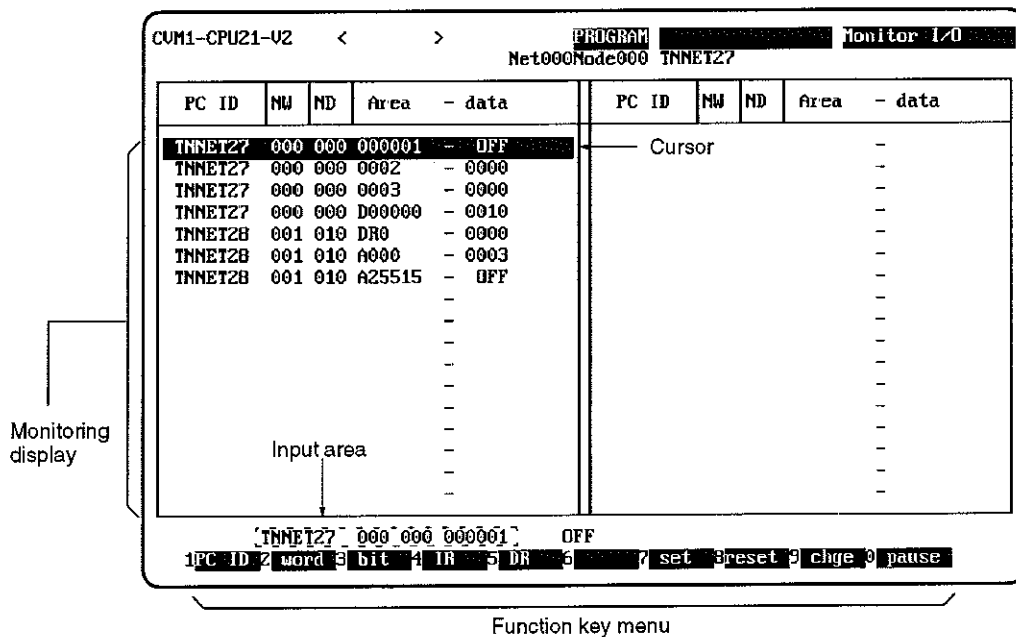 CVM1-CPU21-V2 < > PROGRAM Monitor I/O
Net000Node000 TNNET27
PC ID NW ND Area - data PC ID NW ND Area - data
TNNET27 000 000 000001 - OFF Cursor -
TNNET27 000 000 0002 - 0000 -
TNNET27 000 000 0003 - 0000 -
TNNET27 000 000 D00000 - 0010 -
TNNET28 001 010 DR0 - 0000 -
TNNET28 001 010 A000 - 0003 -
TNNET28 001 010 A25515 - OFF -
- -
- -
- -
- -
- -
- -
Monitoring
display
- -
Input area
- -
- -
- -
TNNET27 000 000 000001 OFF
1PC ID 2 word 3 bit 4 IR 5 DR 6 7 set 8reset 9 chge 0 pause
Function key menu